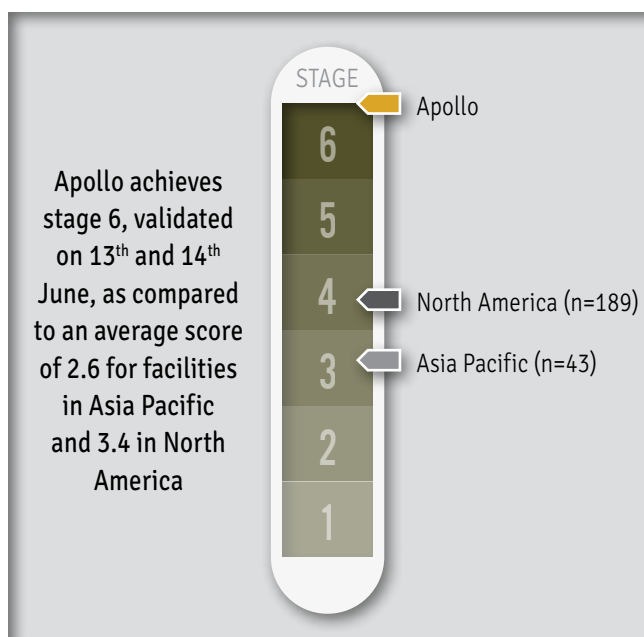 STAGE
Apollo
6
Apollo achieves
stage 6, validated
on 13th and 14th
June, as compared
to an average score
of 2.6 for facilities
in Asia Pacific
and 3.4 in North
America
5
4
North America (n=189)
3
Asia Pacific (n=43)
2
1